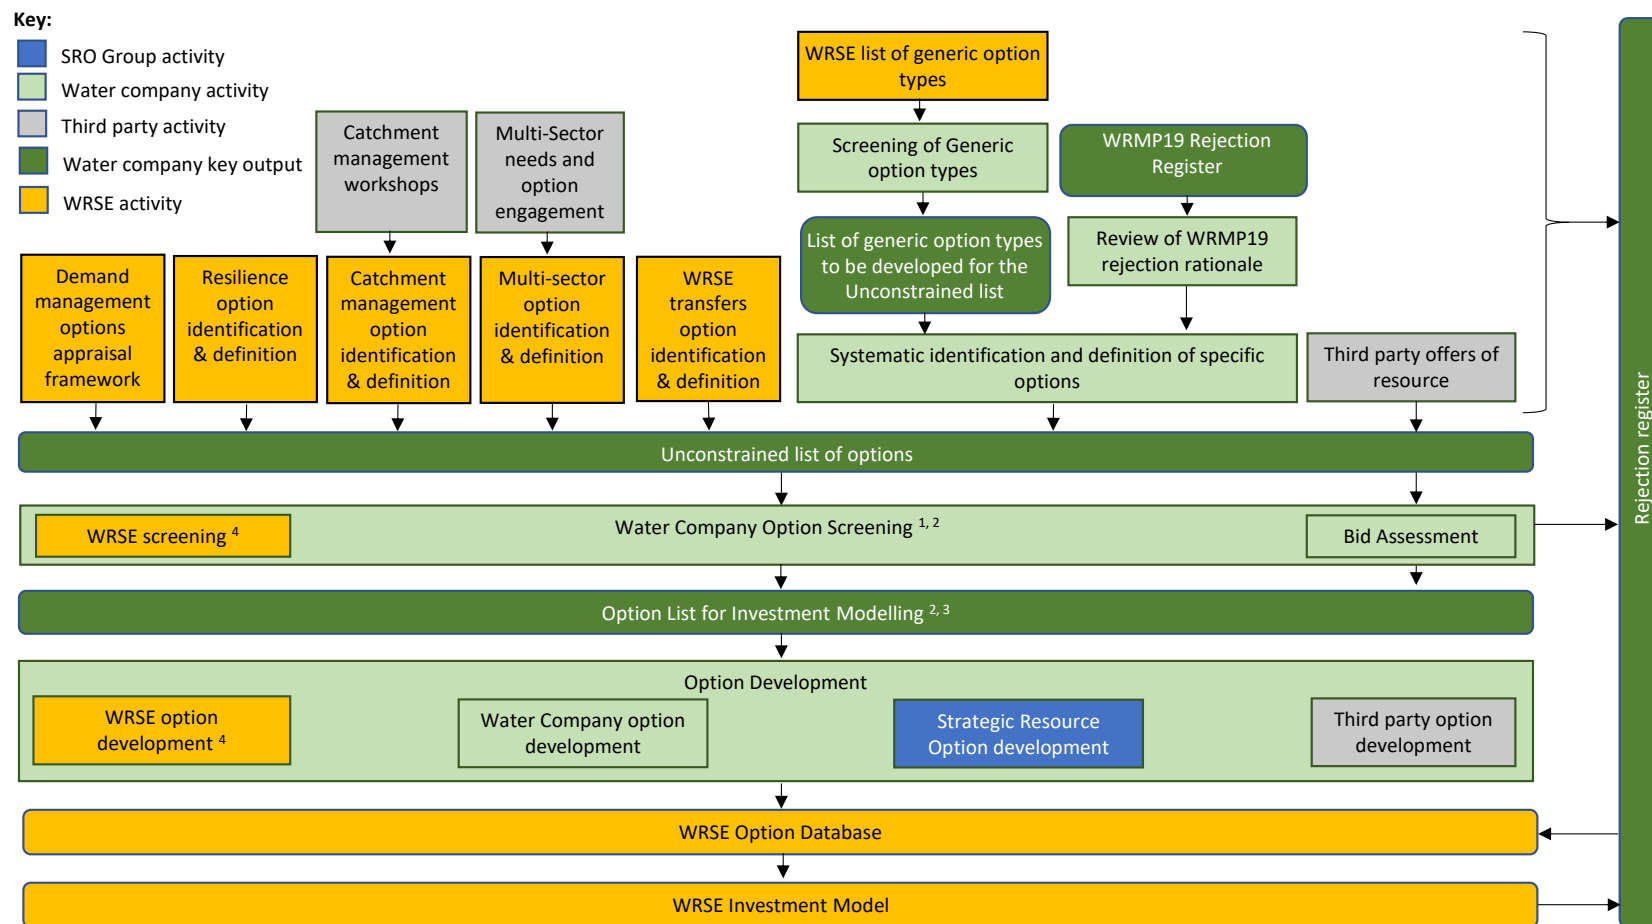 Key:
SRO Group activity
Water company activity
Third party activity
Water company key output
WRSE activity
WRSE list of generic option
types
Catchment
management
workshops
Multi-Sector
needs and
option
engagement
Screening of Generic
option types
WRMP19 Rejection
Register
List of generic option types
to be developed for the
Unconstrained list
Review of WRMP19
rejection rationale
Demand
management
options
appraisal
framework
Resilience
option
identification
& definition
Catchment
management
option
identification
& definition
Multi-sector
option
identification
& definition
WRSE
transfers
option
identification
& definition
Systematic identification and definition of specific
options
Third party offers of
resource
Unconstrained list of options
WRSE screening 4
Water Company Option Screening 1, 2
Bid Assessment
Option List for Investment Modelling 2, 3
Option Development
WRSE option
development 4
Water Company option
development
Strategic Resource
Option development
Third party option
development
WRSE Option Database
WRSE Investment Model
Rejection register